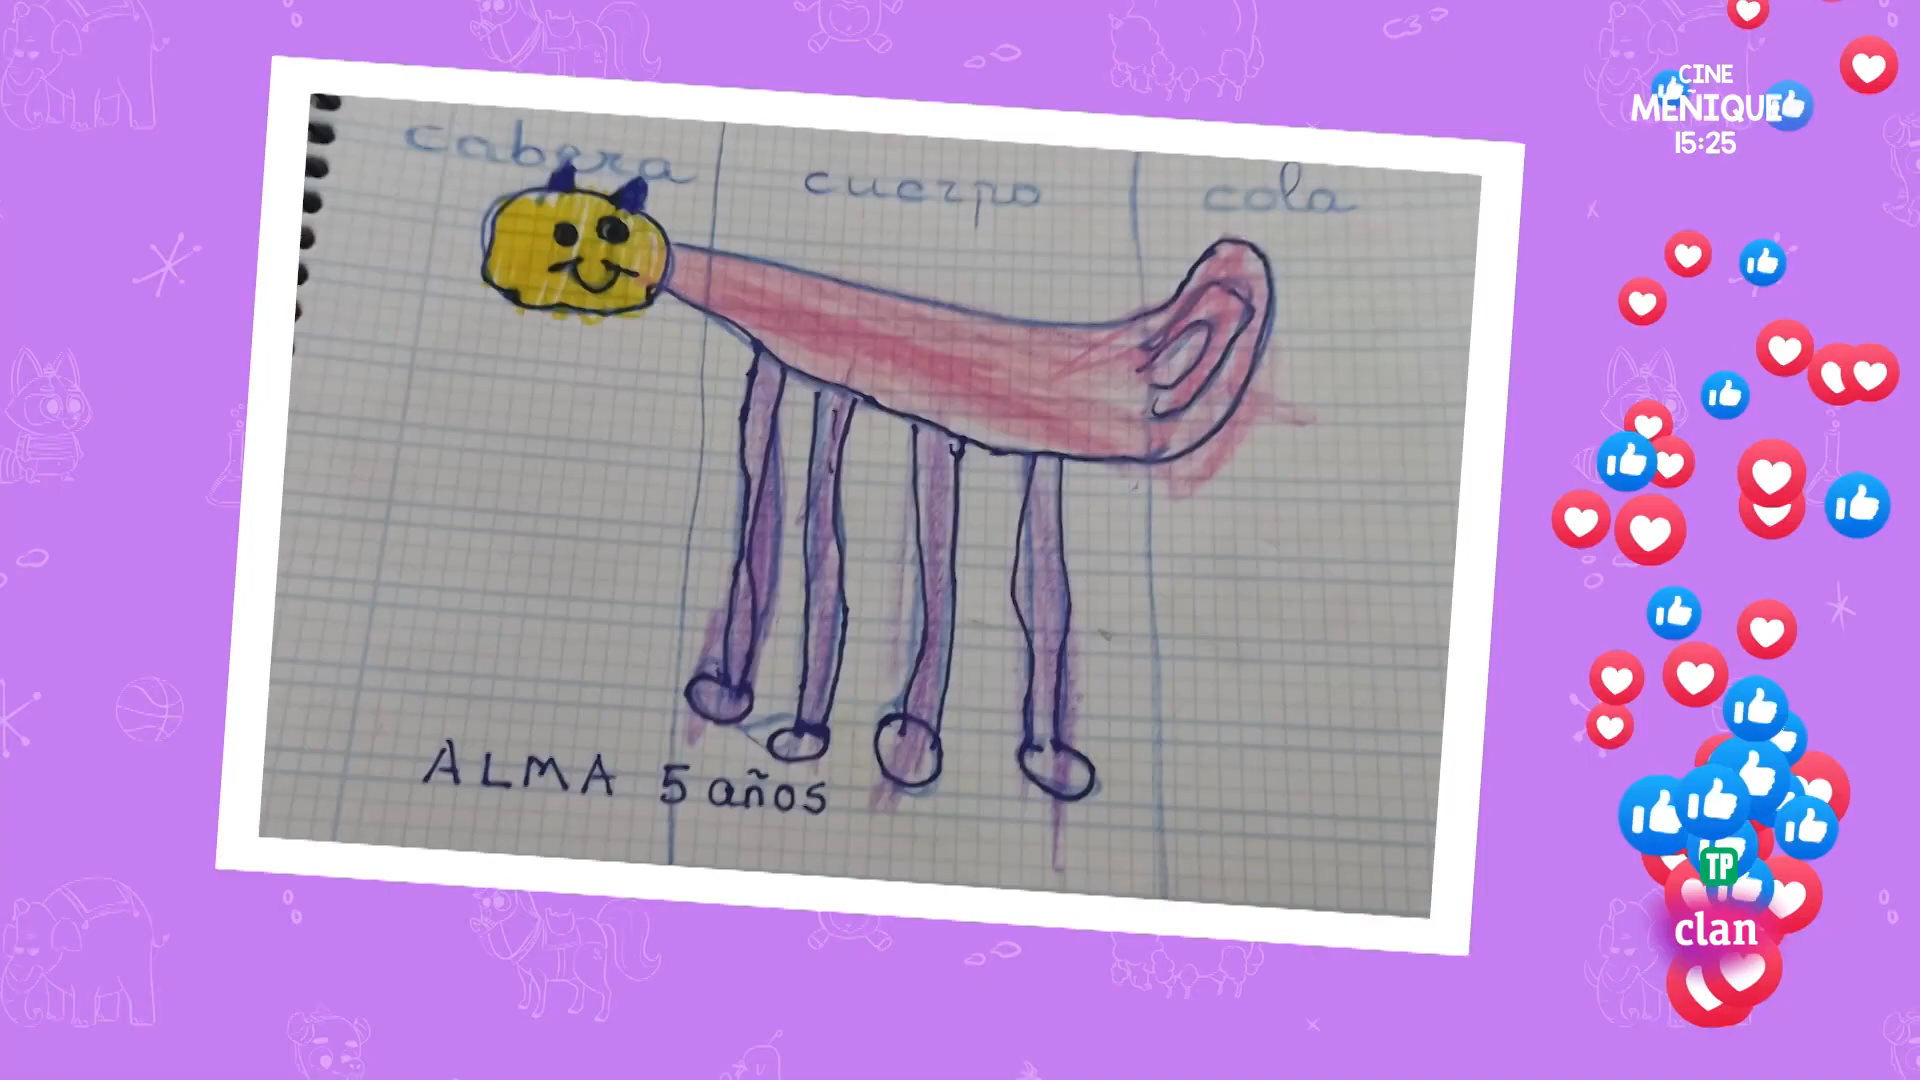 cabeza
cuerpo
cola
ALMA 5 años
CINE
MEÑIQUE
15:25
TP
clan